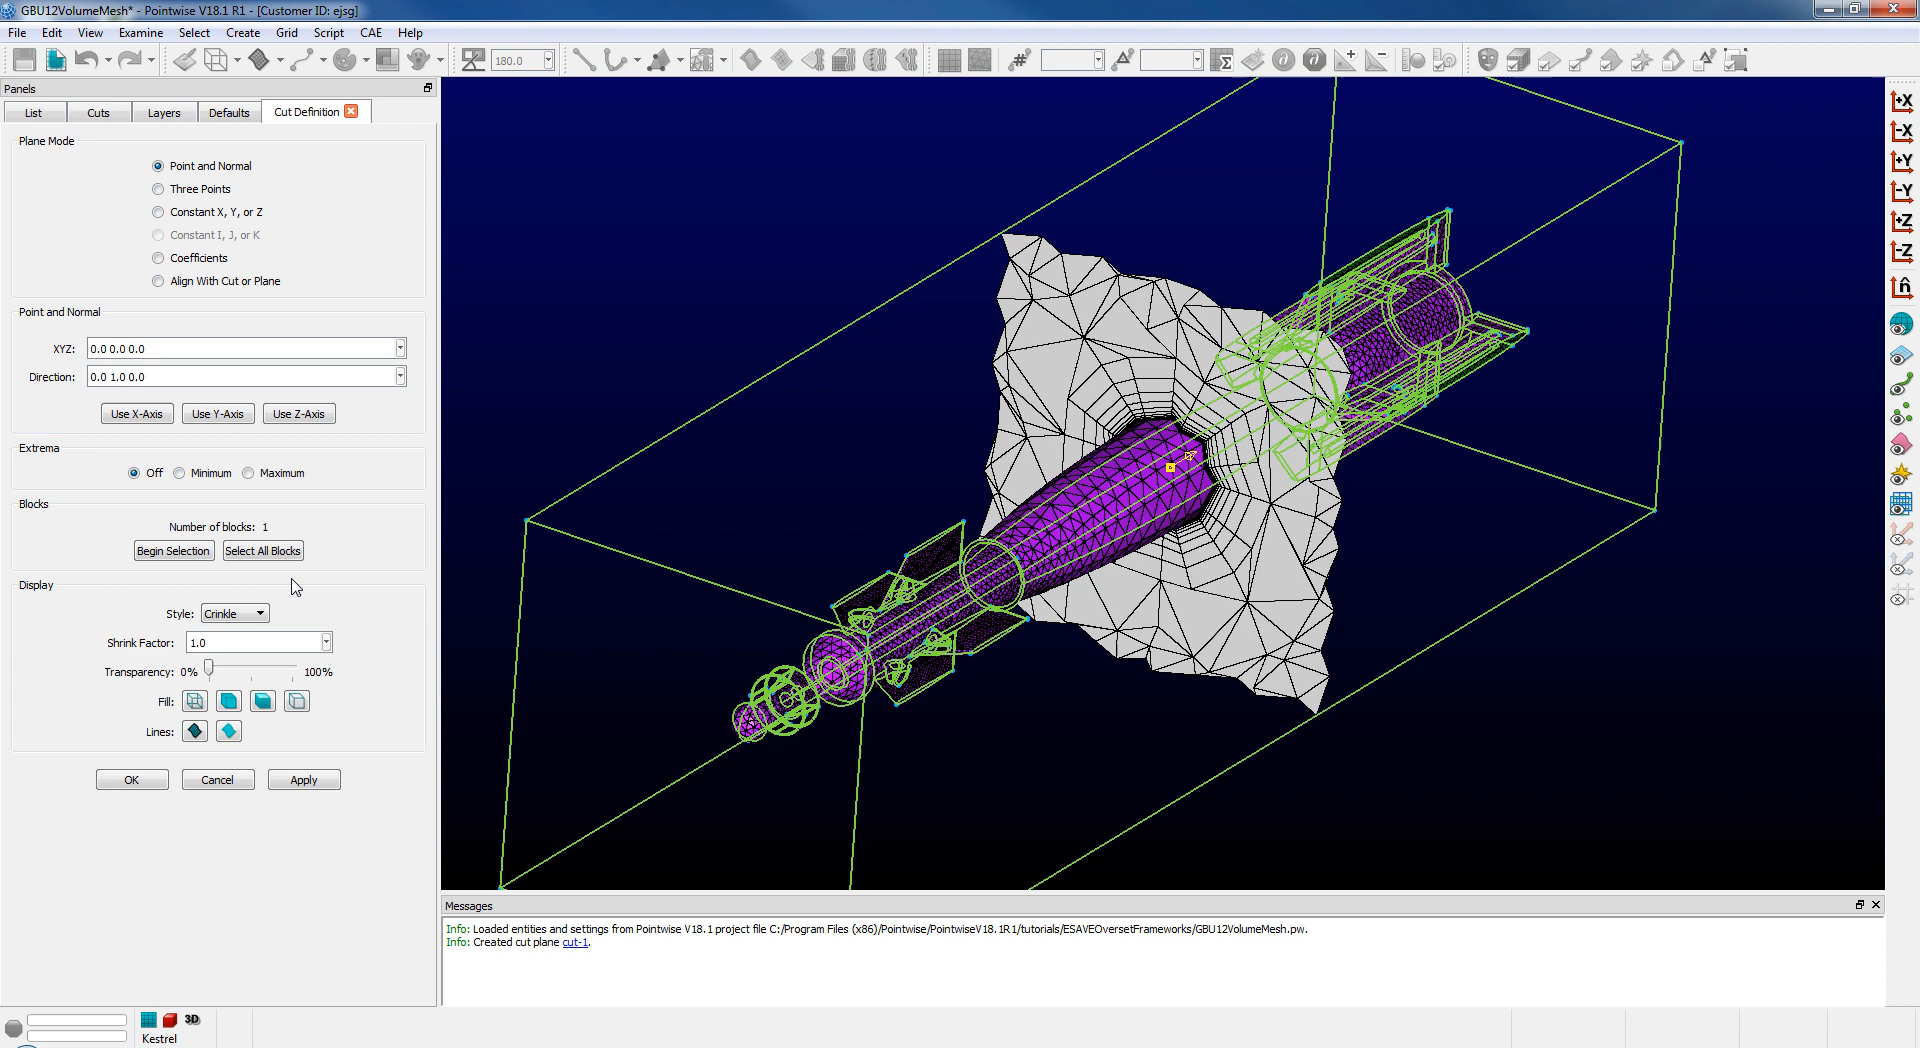 GBU12VolumeMesh* - Pointwise V18.1 R1 - [Customer ID: ejsg]
File Edit View Examine Select Create Grid Script CAE Help
180.0
Panels
List Cuts Layers Defaults Cut Definition
Plane Mode
Point and Normal
Three Points
Constant X, Y, or Z
Constant I, J, or K
Coefficients
Align With Cut or Plane
Point and Normal
XYZ: 0.0 0.0 0.0
Direction: 0.0 1.0 0.0
Use X-Axis Use Y-Axis Use Z-Axis
Extrema
Off Minimum Maximum
Blocks
Number of blocks: 1
Begin Selection Select All Blocks
Display
Style: Crinkle
Shrink Factor: 1.0
Transparency: 0% 100%
Fill:
Lines:
OK Cancel Apply
+X
-X
+Y
-Y
+Z
-Z
n̂
Messages
Info: Loaded entities and settings from Pointwise V18.1 project file C:/Program Files (x86)/Pointwise/PointwiseV18.1R1/tutorials/ESAVEOversetFrameworks/GBU12VolumeMesh.pw.
Info: Created cut plane cut-1.
3D
Kestrel